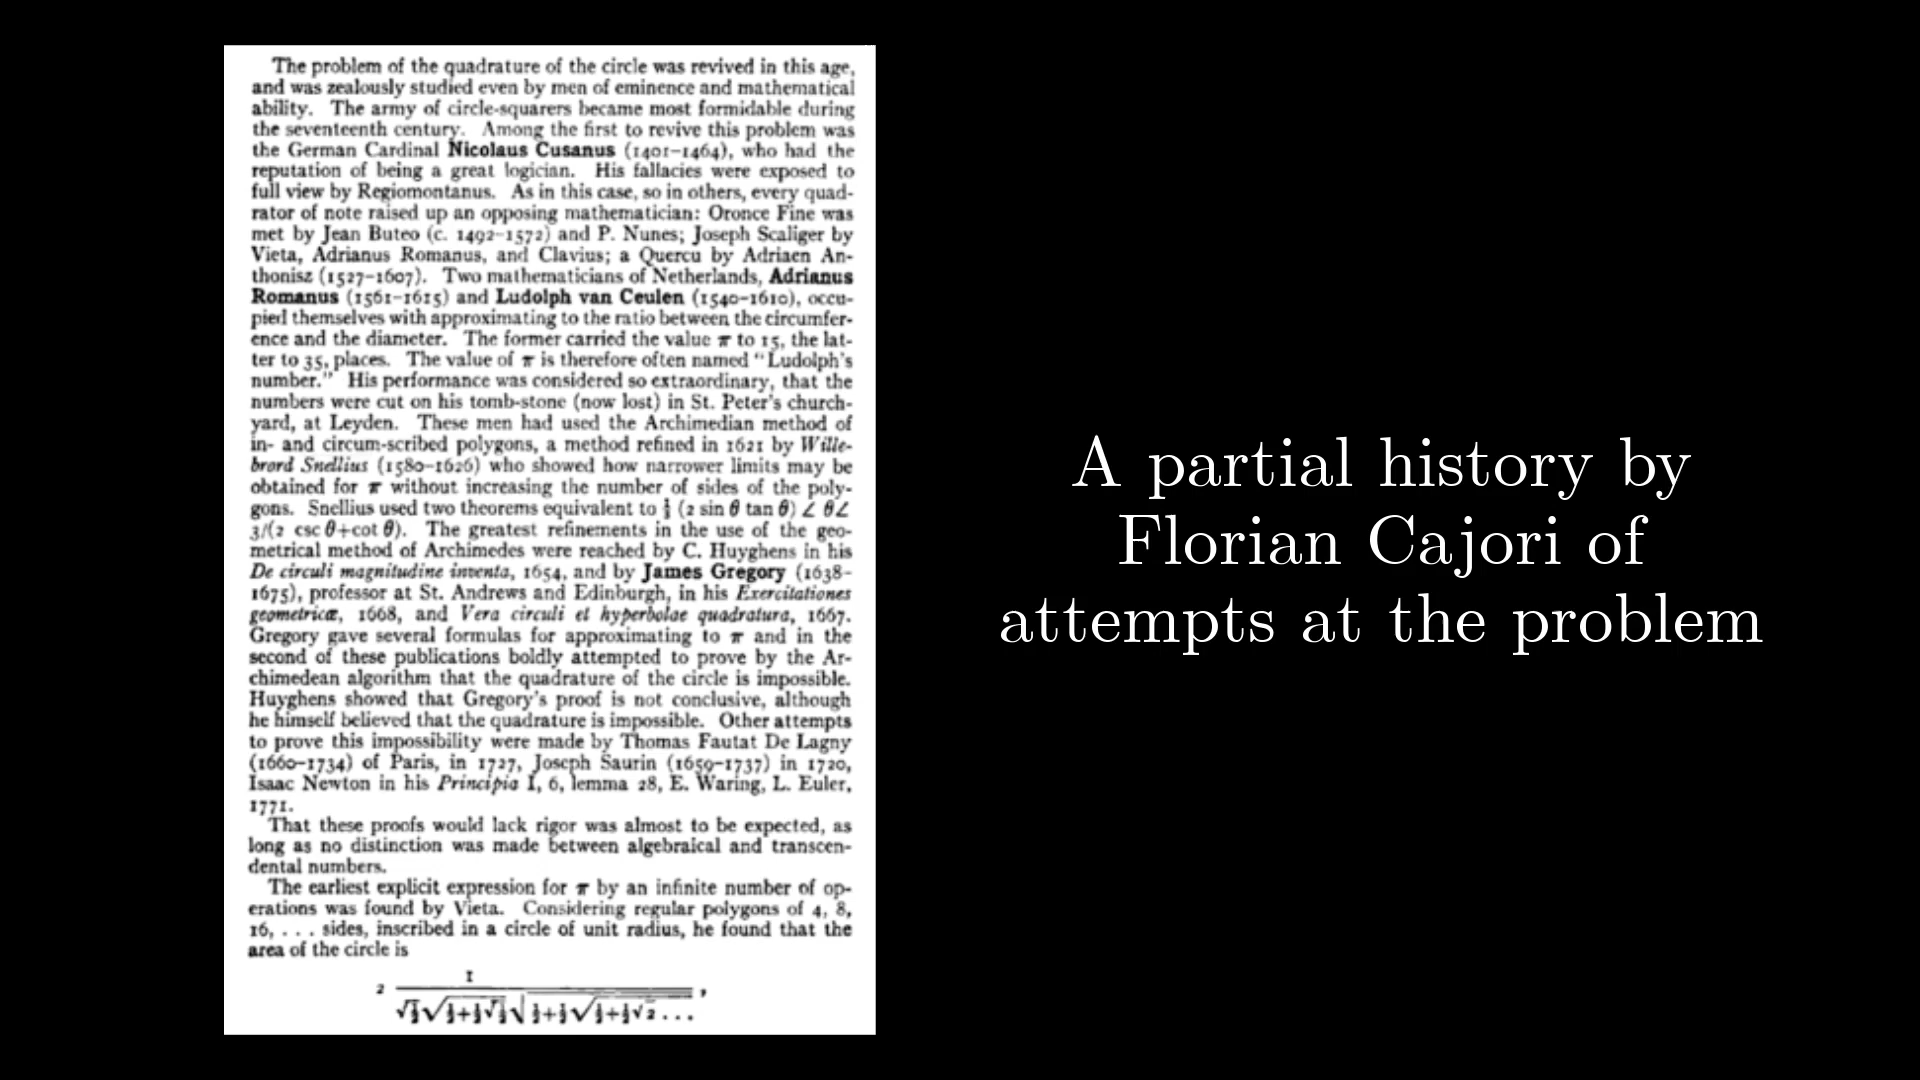 The problem of the quadrature of the circle was revived in this age,
and was zealously studied even by men of eminence and mathematical
ability. The army of circle-squarers became most formidable during
the seventeenth century. Among the first to revive this problem was
the German Cardinal Nicolaus Cusanus (1401–1464), who had the
reputation of being a great logician. His fallacies were exposed to
full view by Regiomontanus. As in this case, so in others, every quad-
rator of note raised up an opposing mathematician: Oronce Fine was
met by Jean Buteo (c. 1492–1572) and P. Nunes; Joseph Scaliger by
Vieta, Adrianus Romanus, and Clavius; a Quercu by Adriaen An-
thonisz (1527–1607). Two mathematicians of Netherlands, Adrianus
Romanus (1561–1615) and Ludolph van Ceulen (1540–1610), occu-
pied themselves with approximating to the ratio between the circumfer-
ence and the diameter. The former carried the value π to 15, the lat-
ter to 35, places. The value of π is therefore often named "Ludolph's
number." His performance was considered so extraordinary, that the
numbers were cut on his tomb-stone (now lost) in St. Peter's church-
yard, at Leyden. These men had used the Archimedian method of
in- and circum-scribed polygons, a method refined in 1621 by Wille-
brord Snellius (1580–1626) who showed how narrower limits may be
obtained for π without increasing the number of sides of the poly-
gons. Snellius used two theorems equivalent to ⅓ (2 sin θ tan θ) ∠ θ∠
3/(2 csc θ+cot θ). The greatest refinements in the use of the geo-
metrical method of Archimedes were reached by C. Huyghens in his
De circuli magnitudine inventa, 1654, and by James Gregory (1638–
1675), professor at St. Andrews and Edinburgh, in his Exercitationes
geometricæ, 1668, and Vera circuli et hyperbolae quadratura, 1667.
Gregory gave several formulas for approximating to π and in the
second of these publications boldly attempted to prove by the Ar-
chimedean algorithm that the quadrature of the circle is impossible.
Huyghens showed that Gregory's proof is not conclusive, although
he himself believed that the quadrature is impossible. Other attempts
to prove this impossibility were made by Thomas Fautat De Lagny
(1660–1734) of Paris, in 1727, Joseph Saurin (1659–1737) in 1720,
Isaac Newton in his Principia I, 6, lemma 28, E. Waring, L. Euler,
1771.
That these proofs would lack rigor was almost to be expected, as
long as no distinction was made between algebraical and transcen-
dental numbers.
The earliest explicit expression for π by an infinite number of op-
erations was found by Vieta. Considering regular polygons of 4, 8,
16, . . . sides, inscribed in a circle of unit radius, he found that the
area of the circle is
2 1
√½√½+½√½√½+½√½+½√2 . . . ,
A partial history by
Florian Cajori of
attempts at the problem